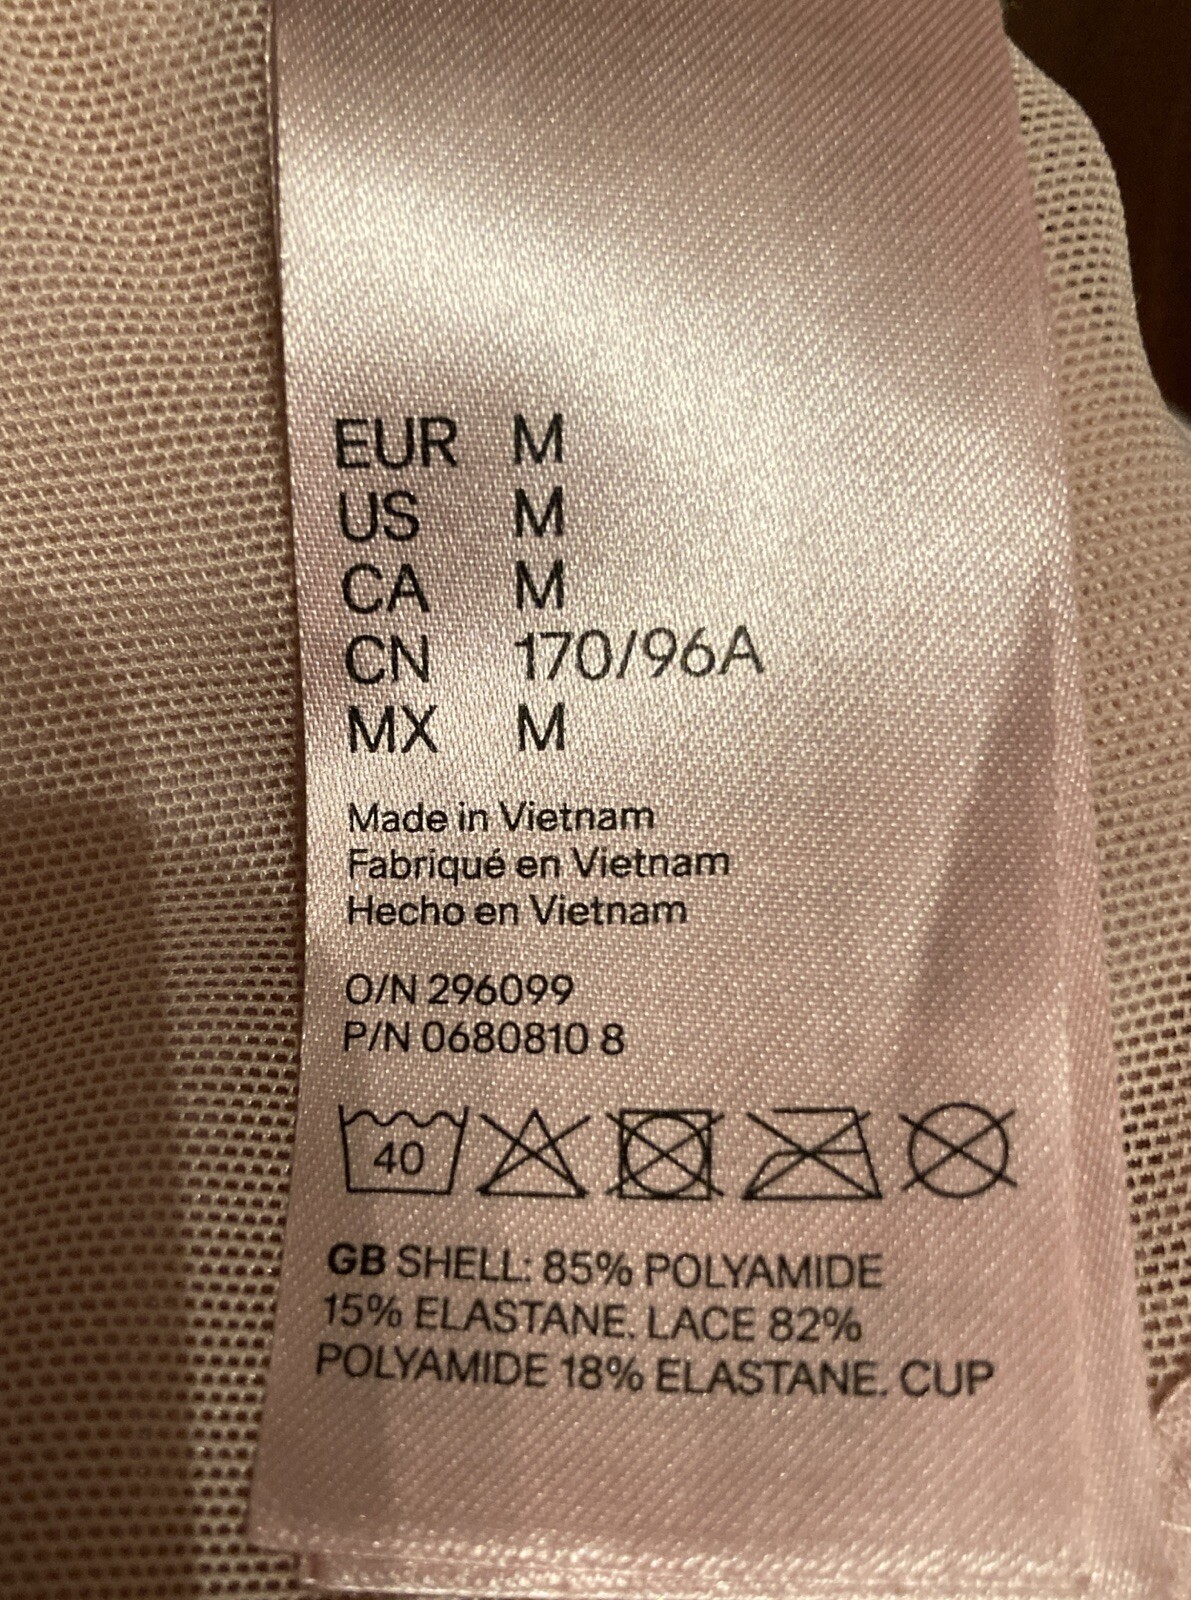 EUR M
US M
CA M
CN 170/96A
MX M
Made in Vietnam
Fabriqué en Vietnam
Hecho en Vietnam
O/N 296099
P/N 0680810 8
40
GB SHELL: 85% POLYAMIDE
15% ELASTANE. LACE 82%
POLYAMIDE 18% ELASTANE. CUP